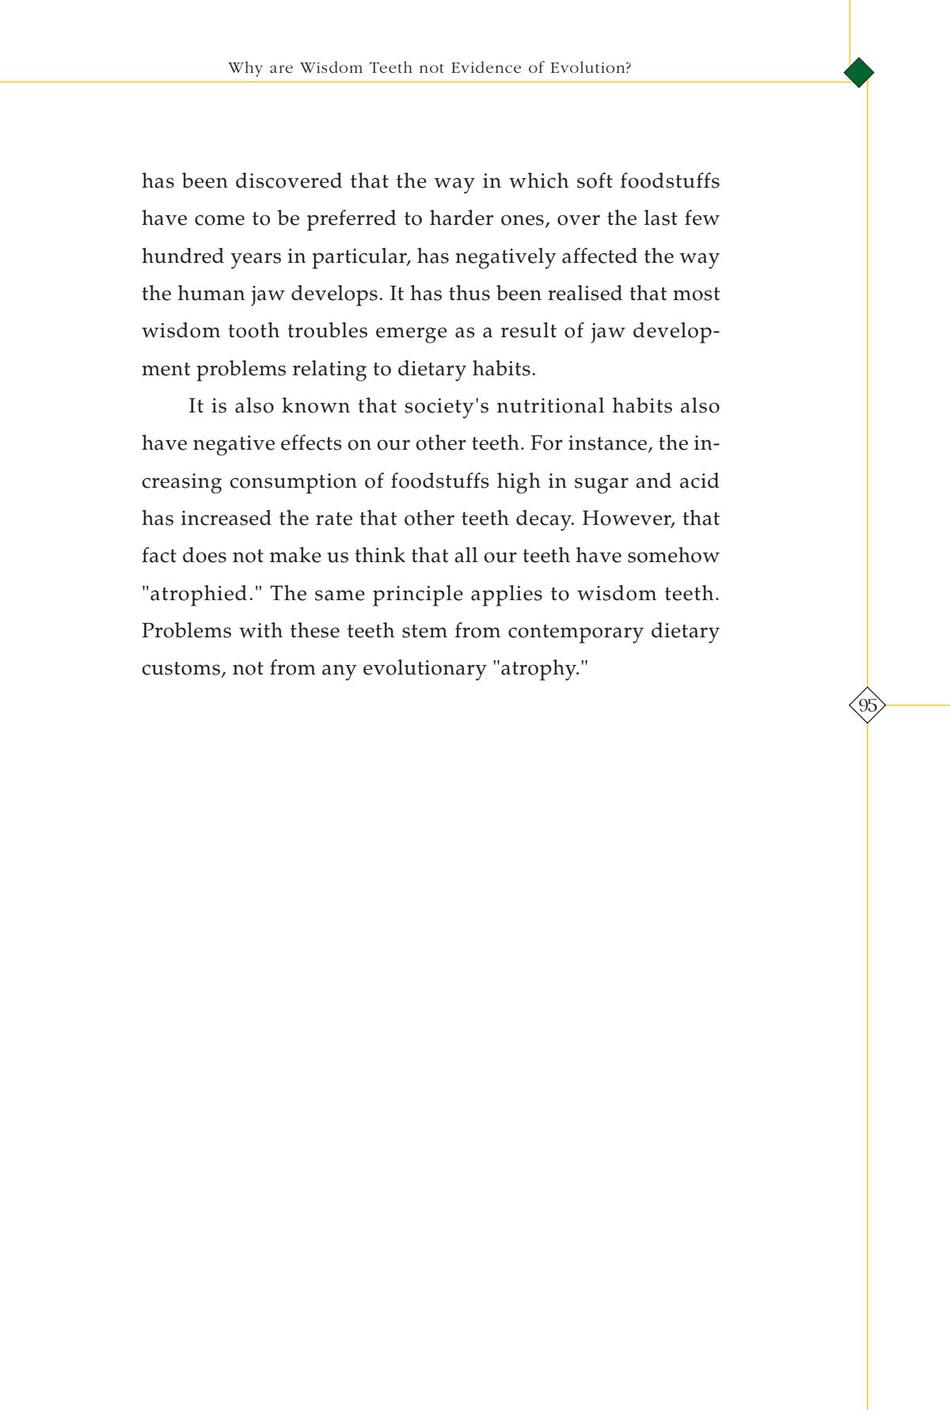 Why are Wisdom Teeth not Evidence of Evolution?
has been discovered that the way in which soft foodstuffs
have come to be preferred to harder ones, over the last few
hundred years in particular, has negatively affected the way
the human jaw develops. It has thus been realised that most
wisdom tooth troubles emerge as a result of jaw develop-
ment problems relating to dietary habits.
It is also known that society's nutritional habits also
have negative effects on our other teeth. For instance, the in-
creasing consumption of foodstuffs high in sugar and acid
has increased the rate that other teeth decay. However, that
fact does not make us think that all our teeth have somehow
"atrophied." The same principle applies to wisdom teeth.
Problems with these teeth stem from contemporary dietary
customs, not from any evolutionary "atrophy."
95